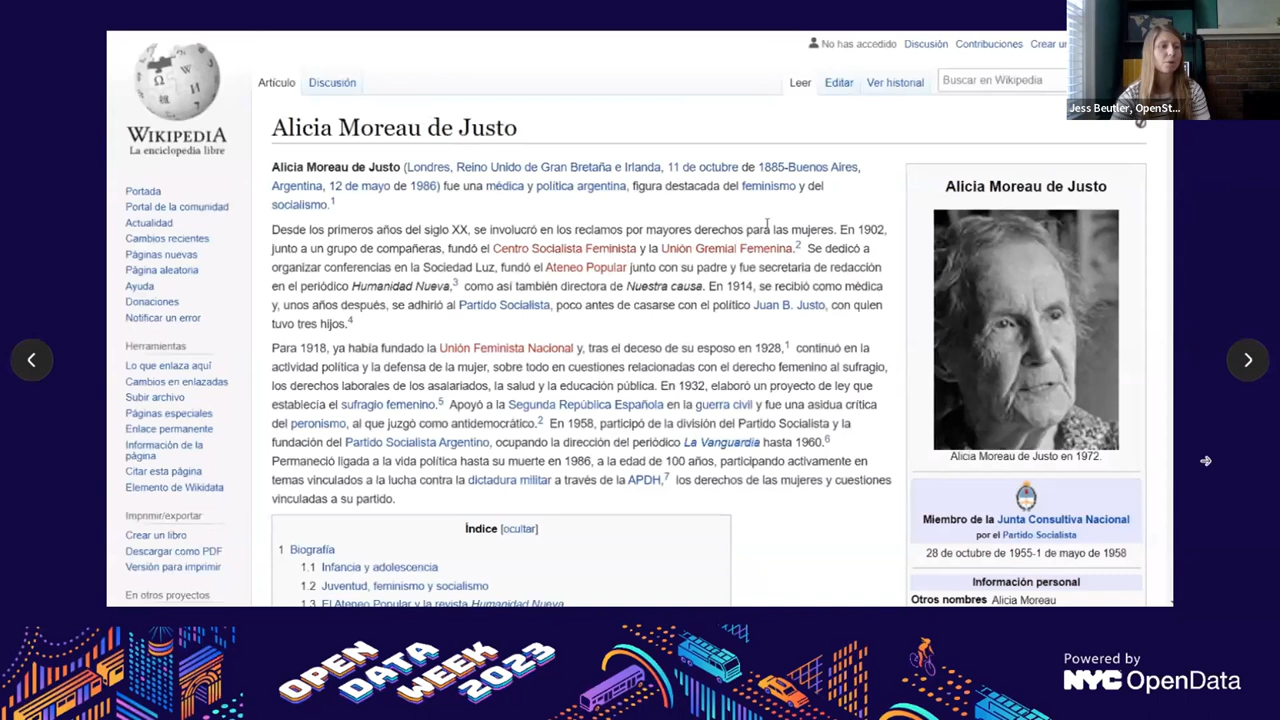 No has accedido Discusión Contribuciones Crear un
Artículo Discusión Leer Editar Ver historial Buscar en Wikipedia
Jess Beutler, OpenSt...
WIKIPEDIA
La enciclopedia libre
Portada
Portal de la comunidad
Actualidad
Cambios recientes
Páginas nuevas
Página aleatoria
Ayuda
Donaciones
Notificar un error
Herramientas
Lo que enlaza aquí
Cambios en enlazadas
Subir archivo
Páginas especiales
Enlace permanente
Información de la
página
Citar esta página
Elemento de Wikidata
Imprimir/exportar
Crear un libro
Descargar como PDF
Versión para imprimir
En otros proyectos
Alicia Moreau de Justo
Alicia Moreau de Justo (Londres, Reino Unido de Gran Bretaña e Irlanda, 11 de octubre de 1885-Buenos Aires,
Argentina, 12 de mayo de 1986) fue una médica y política argentina, figura destacada del feminismo y del
socialismo.1
Desde los primeros años del siglo XX, se involucró en los reclamos por mayores derechos para las mujeres. En 1902,
junto a un grupo de compañeras, fundó el Centro Socialista Feminista y la Unión Gremial Femenina.2 Se dedicó a
organizar conferencias en la Sociedad Luz, fundó el Ateneo Popular junto con su padre y fue secretaria de redacción
en el periódico Humanidad Nueva,3 como así también directora de Nuestra causa. En 1914, se recibió como médica
y, unos años después, se adhirió al Partido Socialista, poco antes de casarse con el político Juan B. Justo, con quien
tuvo tres hijos.4
Para 1918, ya había fundado la Unión Feminista Nacional y, tras el deceso de su esposo en 1928,1 continuó en la
actividad política y la defensa de la mujer, sobre todo en cuestiones relacionadas con el derecho femenino al sufragio,
los derechos laborales de los asalariados, la salud y la educación pública. En 1932, elaboró un proyecto de ley que
establecía el sufragio femenino.5 Apoyó a la Segunda República Española en la guerra civil y fue una asidua crítica
del peronismo, al que juzgó como antidemocrático.2 En 1958, participó de la división del Partido Socialista y la
fundación del Partido Socialista Argentino, ocupando la dirección del periódico La Vanguardia hasta 1960.6
Permaneció ligada a la vida política hasta su muerte en 1986, a la edad de 100 años, participando activamente en
temas vinculados a la lucha contra la dictadura militar a través de la APDH,7 los derechos de las mujeres y cuestiones
vinculadas a su partido.
Índice [ocultar]
1 Biografía
1.1 Infancia y adolescencia
1.2 Juventud, feminismo y socialismo
1.3 El Ateneo Popular y la revista Humanidad Nueva
Alicia Moreau de Justo
Alicia Moreau de Justo en 1972.
Miembro de la Junta Consultiva Nacional
por el Partido Socialista
28 de octubre de 1955-1 de mayo de 1958
Información personal
Otros nombres Alicia Moreau
OPEN
DATA
WEEK
2023
Powered by
NYC OpenData